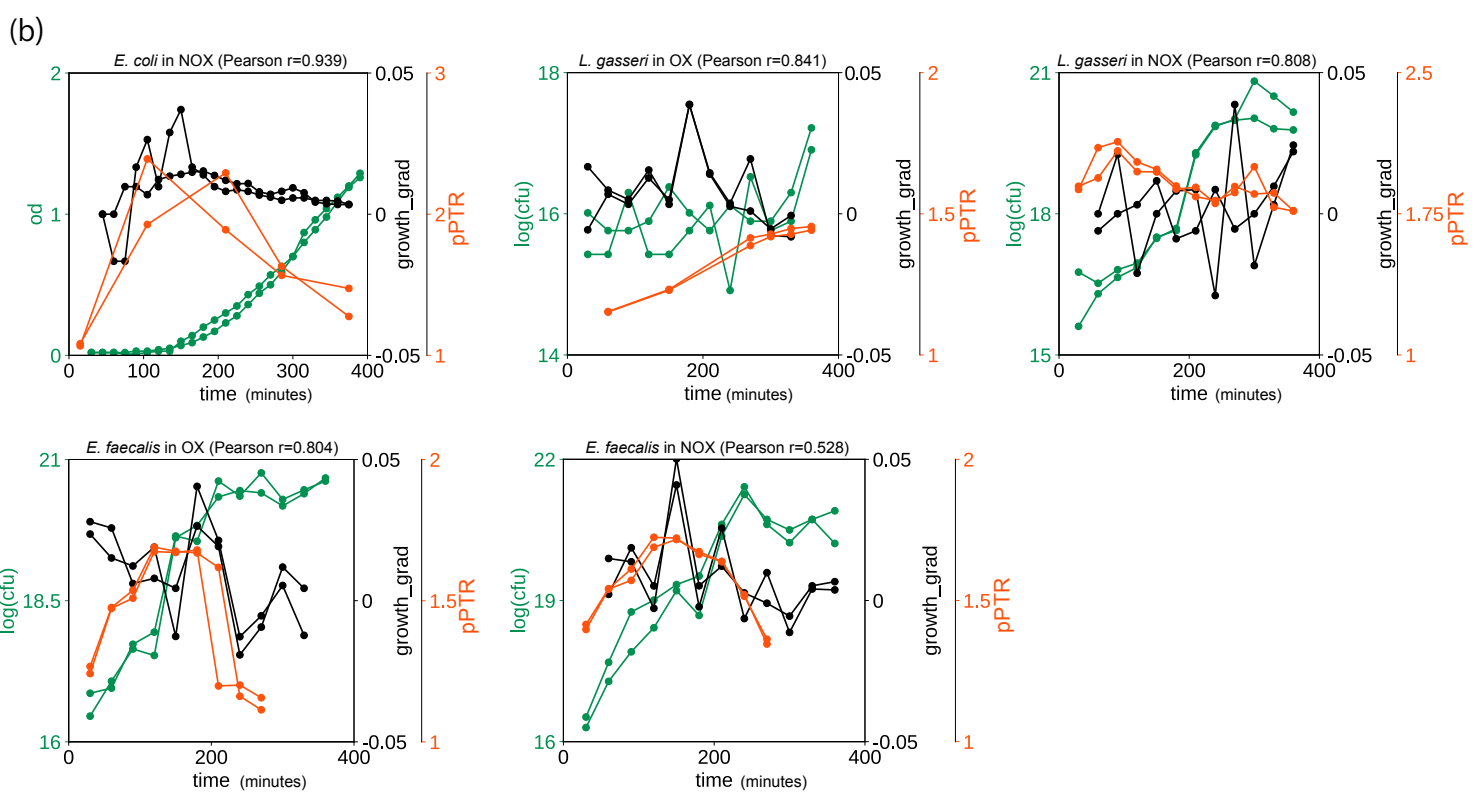 (b)
E. coli in NOX (Pearson r=0.939)
2
1
0
od
0.05
0
-0.05
growth_grad
3
2
1
pPTR
0
100
200
300
400
time (minutes)
L. gasseri in OX (Pearson r=0.841)
18
16
14
log(cfu)
0.05
0
-0.05
growth_grad
2
1.5
1
pPTR
0
200
400
time (minutes)
L. gasseri in NOX (Pearson r=0.808)
21
18
15
log(cfu)
0.05
0
-0.05
growth_grad
2.5
1.75
1
pPTR
0
200
400
time (minutes)
E. faecalis in OX (Pearson r=0.804)
21
18.5
16
log(cfu)
0.05
0
-0.05
growth_grad
2
1.5
1
pPTR
0
200
400
time (minutes)
E. faecalis in NOX (Pearson r=0.528)
22
19
16
log(cfu)
0.05
0
-0.05
growth_grad
2
1.5
1
pPTR
0
200
400
time (minutes)